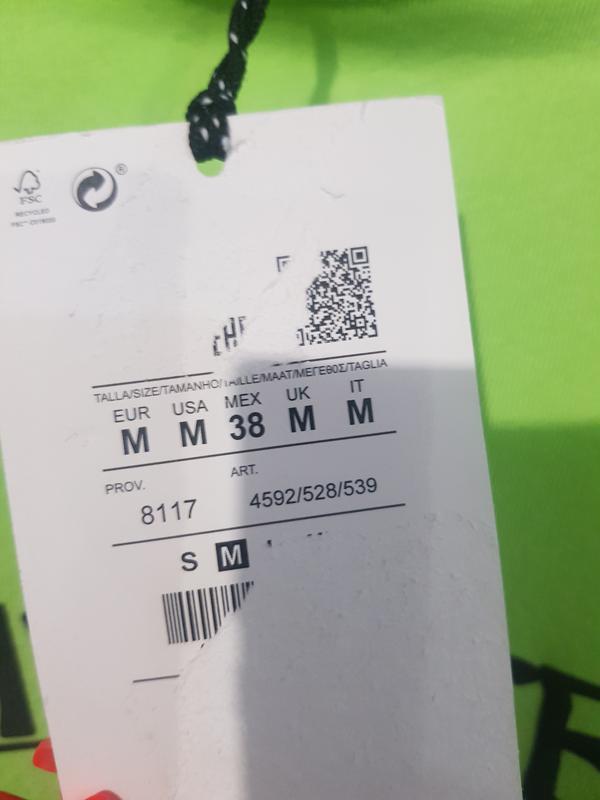 ®
FSC
RECYCLED
TALLA/SIZE/TAMANHO/TAILLE/MAAT/ΜΕΓΕΘΟΣ/TAGLIA
EUR USA MEX UK IT
M M 38 M M
PROV. ART.
8117 4592/528/539
S M